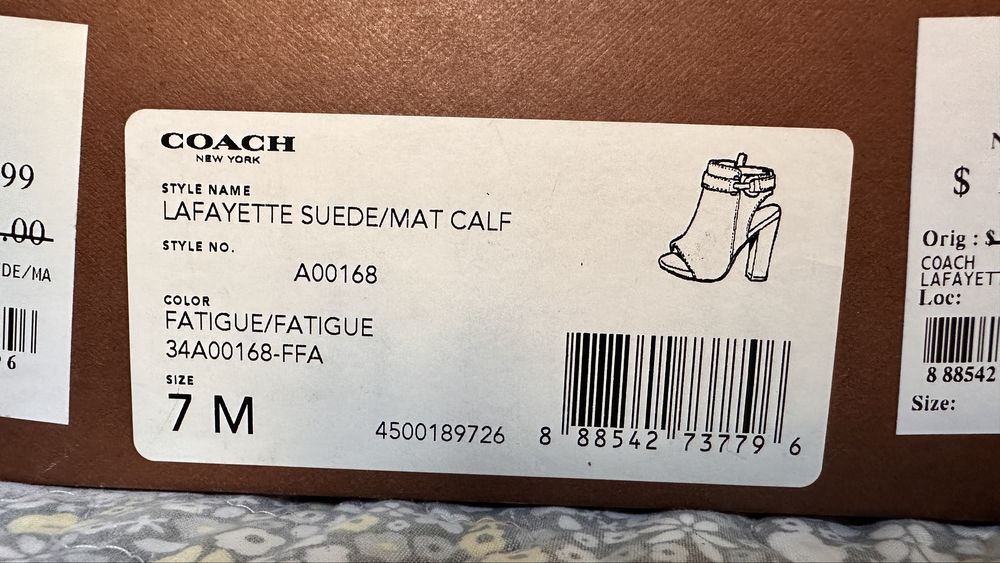 99
.00
DE/MA
6
COACH
NEW YORK
STYLE NAME
LAFAYETTE SUEDE/MAT CALF
STYLE NO.
A00168
COLOR
FATIGUE/FATIGUE
34A00168-FFA
SIZE
7 M
4500189726
8 88542 73779 6
$
Orig : $
COACH
LAFAYET
Loc:
8 88542
Size: